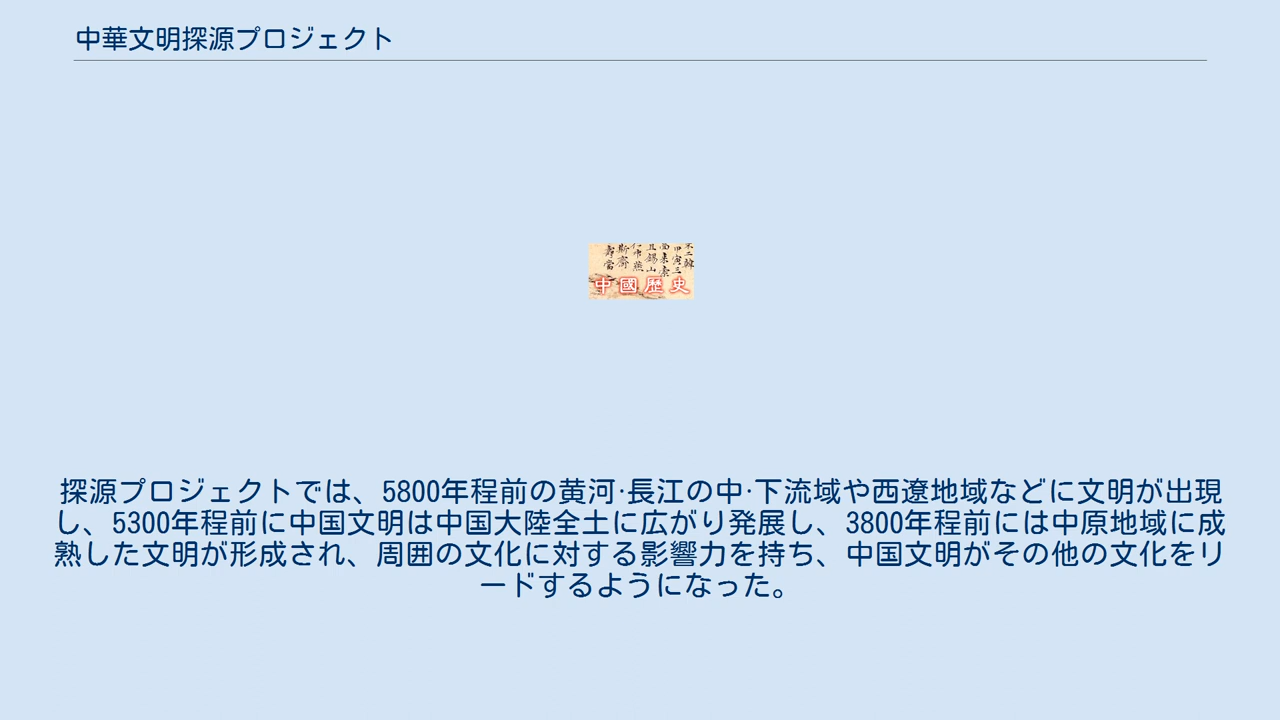 中華文明探源プロジェクト
中國歷史
探源プロジェクトでは、5800年程前の黄河·長江の中·下流域や西遼地域などに文明が出現
し、5300年程前に中国文明は中国大陸全土に広がり発展し、3800年程前には中原地域に成
熟した文明が形成され、周囲の文化に対する影響力を持ち、中国文明がその他の文化をリ
ードするようになった。